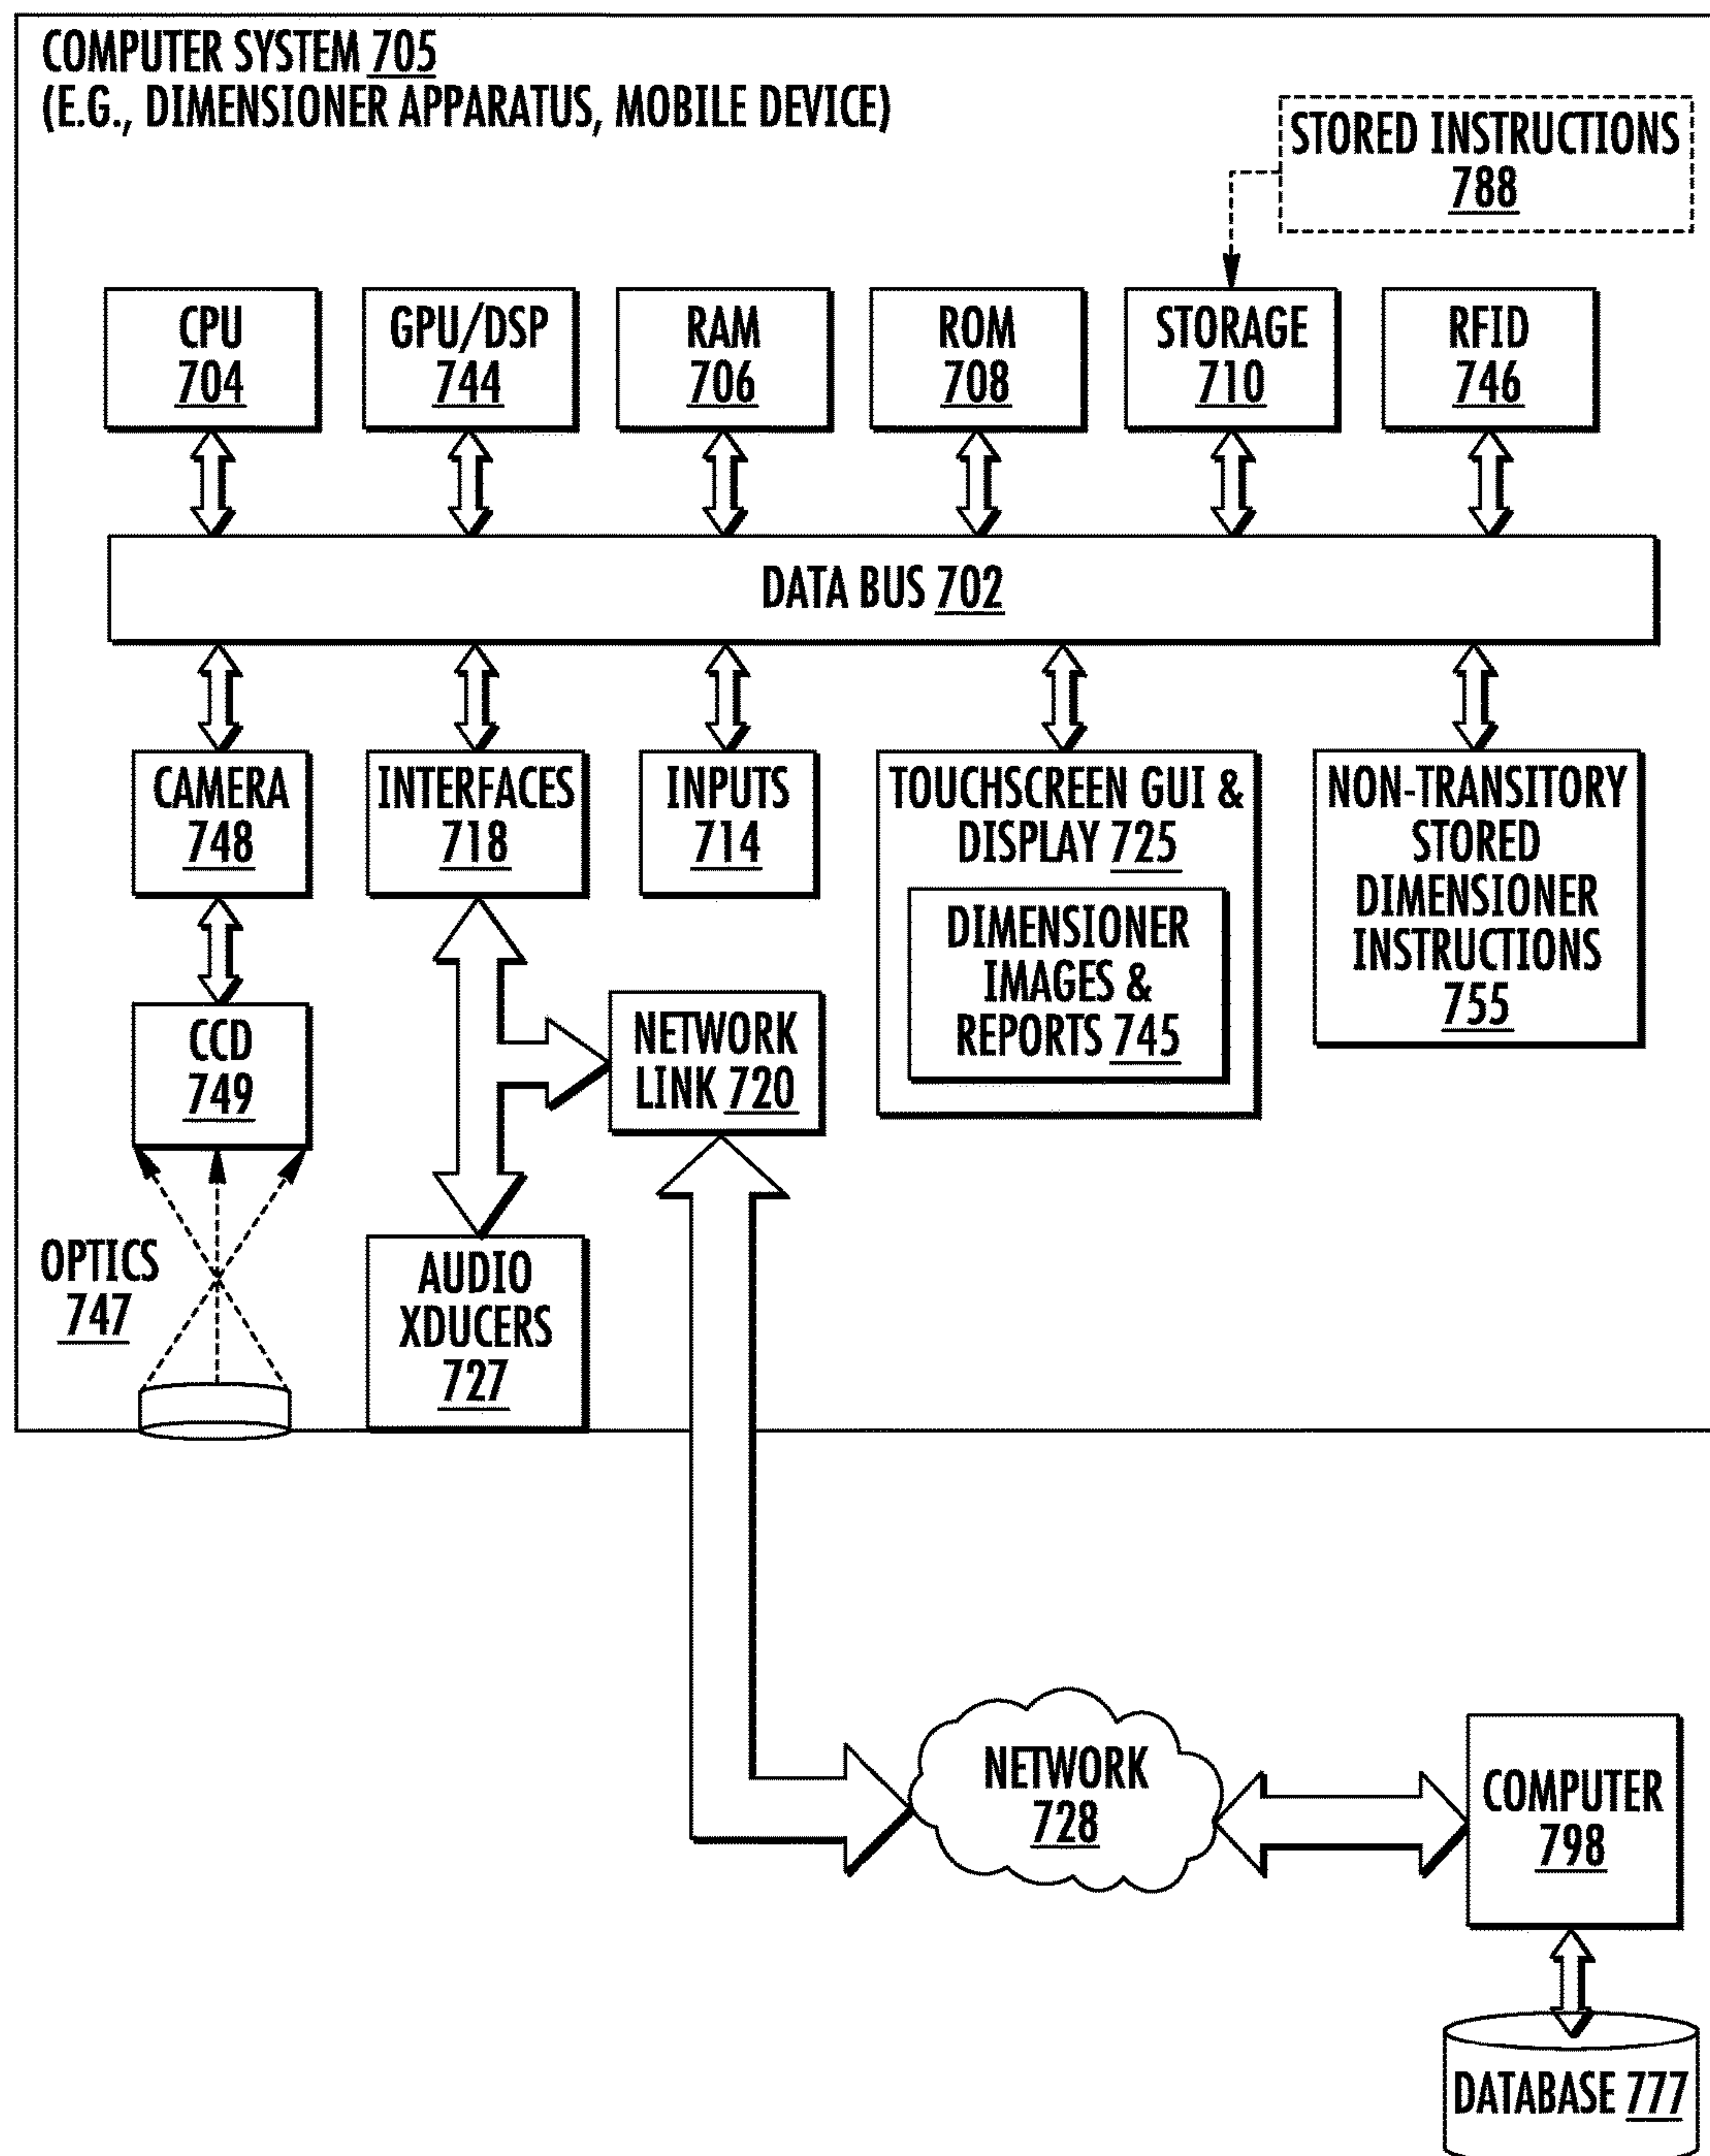 COMPUTER SYSTEM 705
(E.G., DIMENSIONER APPARATUS, MOBILE DEVICE)
STORED INSTRUCTIONS
788
CPU
704
GPU/DSP
744
RAM
706
ROM
708
STORAGE
710
RFID
746
DATA BUS 702
CAMERA
748
INTERFACES
718
INPUTS
714
TOUCHSCREEN GUI &
DISPLAY 725
DIMENSIONER
IMAGES &
REPORTS 745
NON-TRANSITORY
STORED
DIMENSIONER
INSTRUCTIONS
755
CCD
749
NETWORK
LINK 720
OPTICS
747
AUDIO
XDUCERS
727
NETWORK
728
COMPUTER
798
DATABASE 777